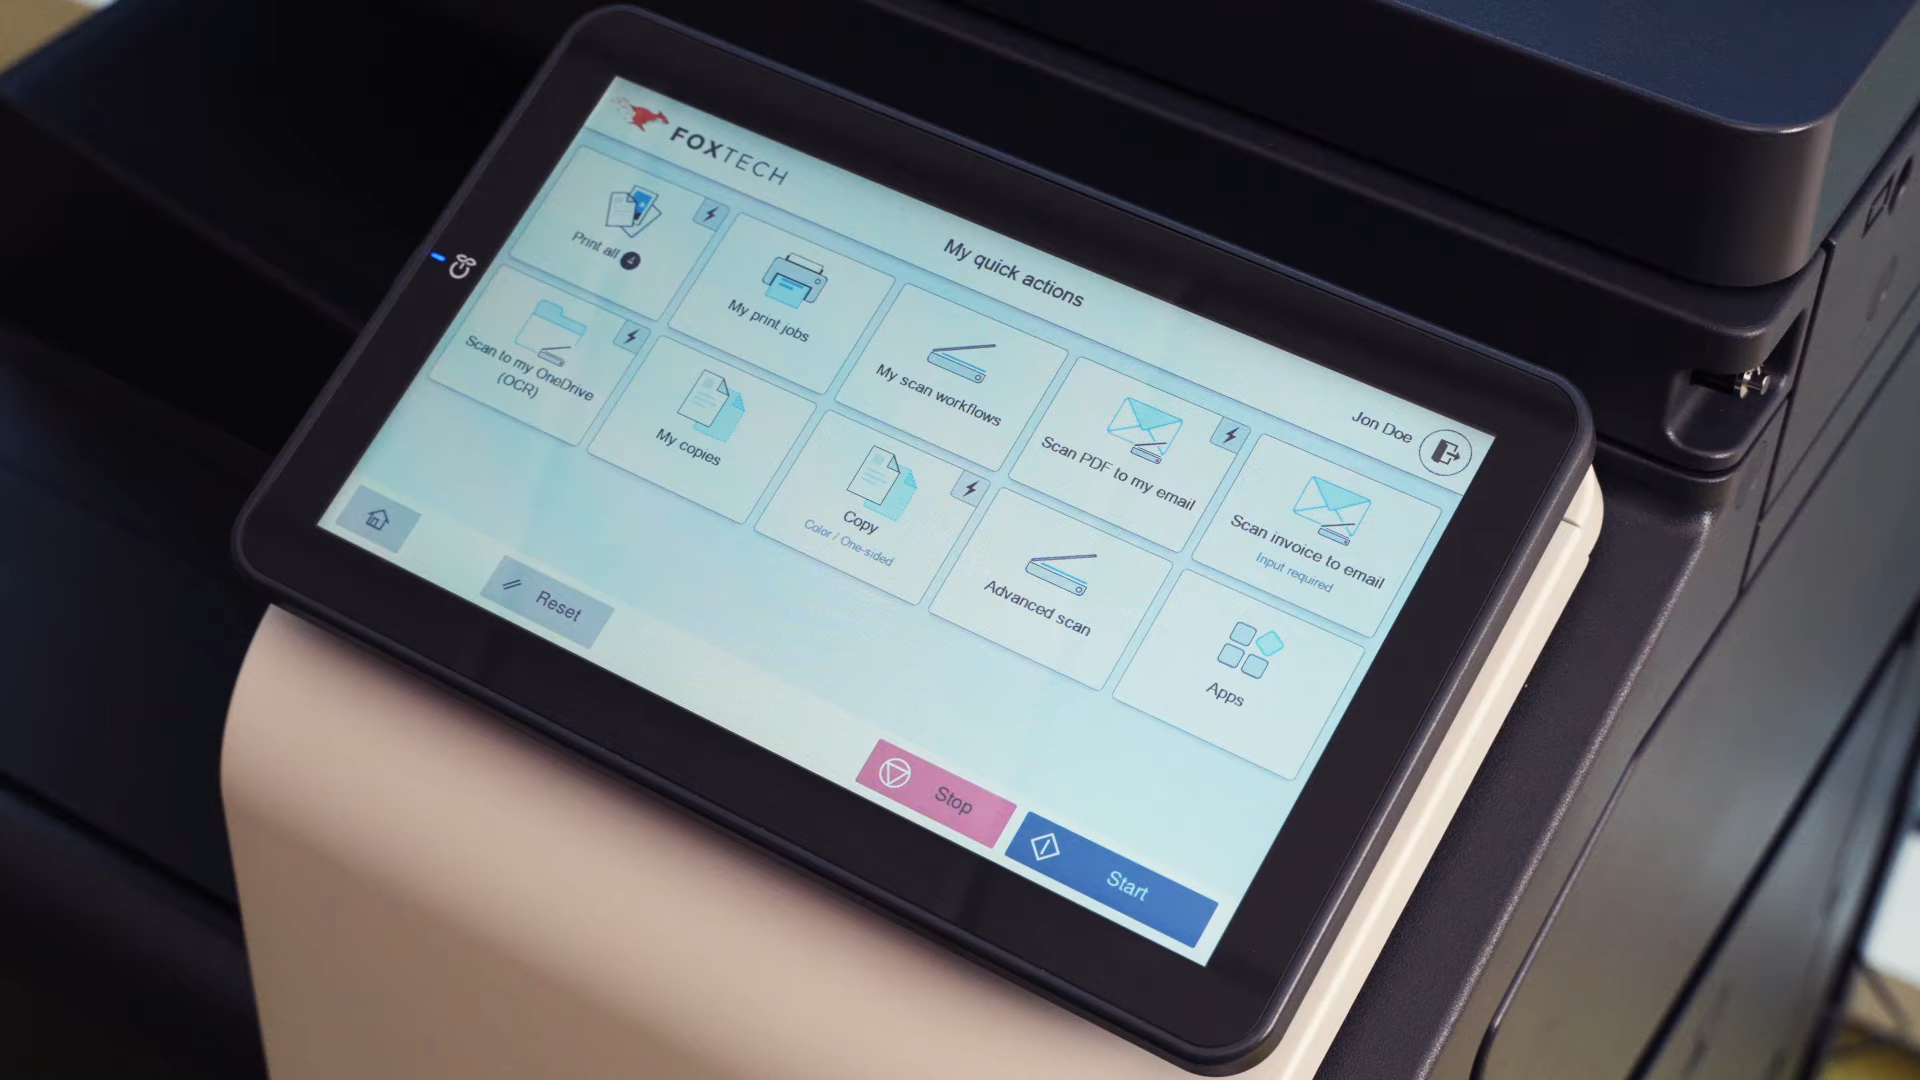 FOXTECH
My quick actions
Jon Doe
Print all 4
My print jobs
My scan workflows
Scan PDF to my email
Scan invoice to email
Input required
Scan to my OneDrive
(OCR)
My copies
Copy
Color / One-sided
Advanced scan
Apps
Reset
Stop
Start